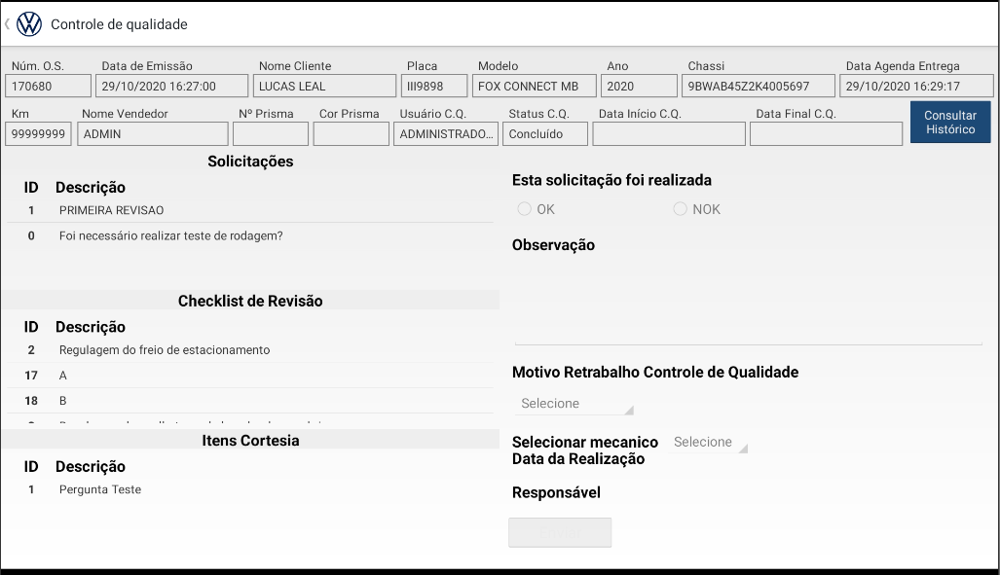 Controle de qualidade
Núm. O.S. Data de Emissão Nome Cliente Placa Modelo Ano Chassi Data Agenda Entrega
170680 29/10/2020 16:27:00 LUCAS LEAL III9898 FOX CONNECT MB 2020 9BWAB45Z2K4005697 29/10/2020 16:29:17
Km Nome Vendedor Nº Prisma Cor Prisma Usuário C.Q. Status C.Q. Data Início C.Q. Data Final C.Q. Consultar Histórico
99999999 ADMIN ADMINISTRADO... Concluído
Solicitações
ID Descrição
1 PRIMEIRA REVISAO
0 Foi necessário realizar teste de rodagem?
Checklist de Revisão
ID Descrição
2 Regulagem do freio de estacionamento
17 A
18 B
Itens Cortesia
ID Descrição
1 Pergunta Teste
Esta solicitação foi realizada
OK NOK
Observação
Motivo Retrabalho Controle de Qualidade
Selecione
Selecionar mecanico Selecione
Data da Realização
Responsável